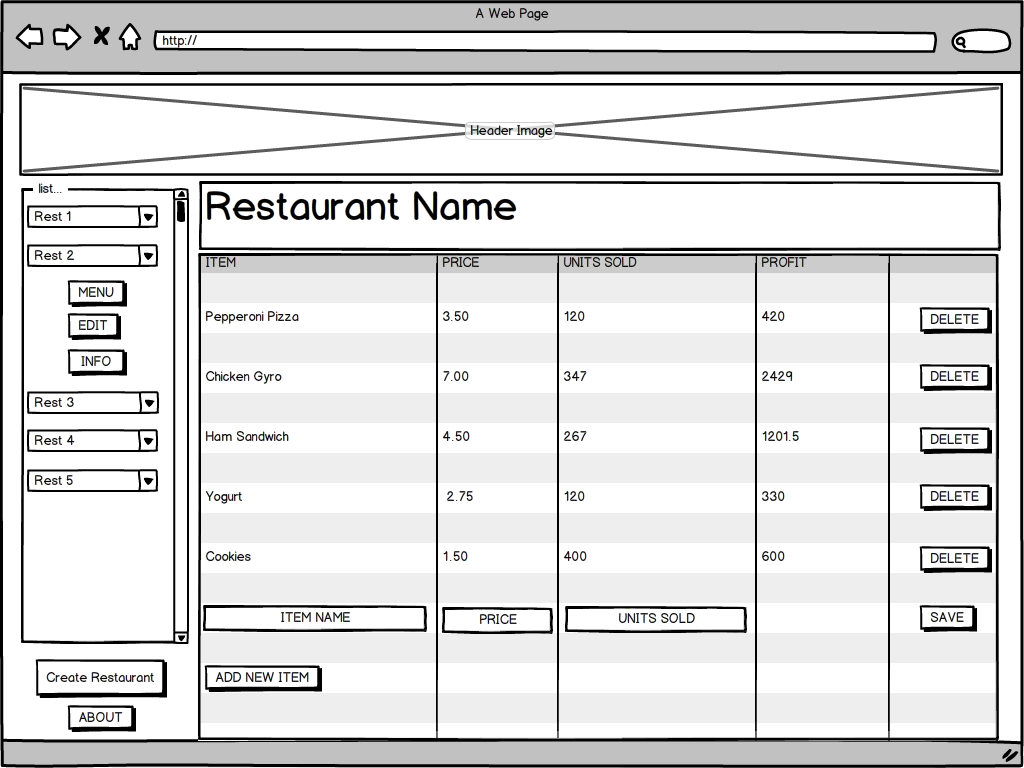 A Web Page
http://
Header Image
list...
Rest 1
Rest 2
MENU
EDIT
INFO
Rest 3
Rest 4
Rest 5
Create Restaurant
ABOUT
Restaurant Name
ITEM PRICE UNITS SOLD PROFIT
Pepperoni Pizza 3.50 120 420 DELETE
Chicken Gyro 7.00 347 2429 DELETE
Ham Sandwich 4.50 267 1201.5 DELETE
Yogurt 2.75 120 330 DELETE
Cookies 1.50 400 600 DELETE
ITEM NAME PRICE UNITS SOLD SAVE
ADD NEW ITEM